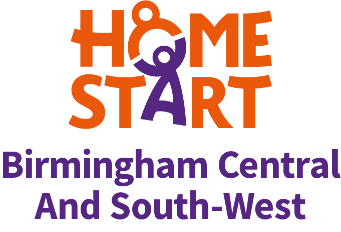 HOME
START
Birmingham Central
And South-West